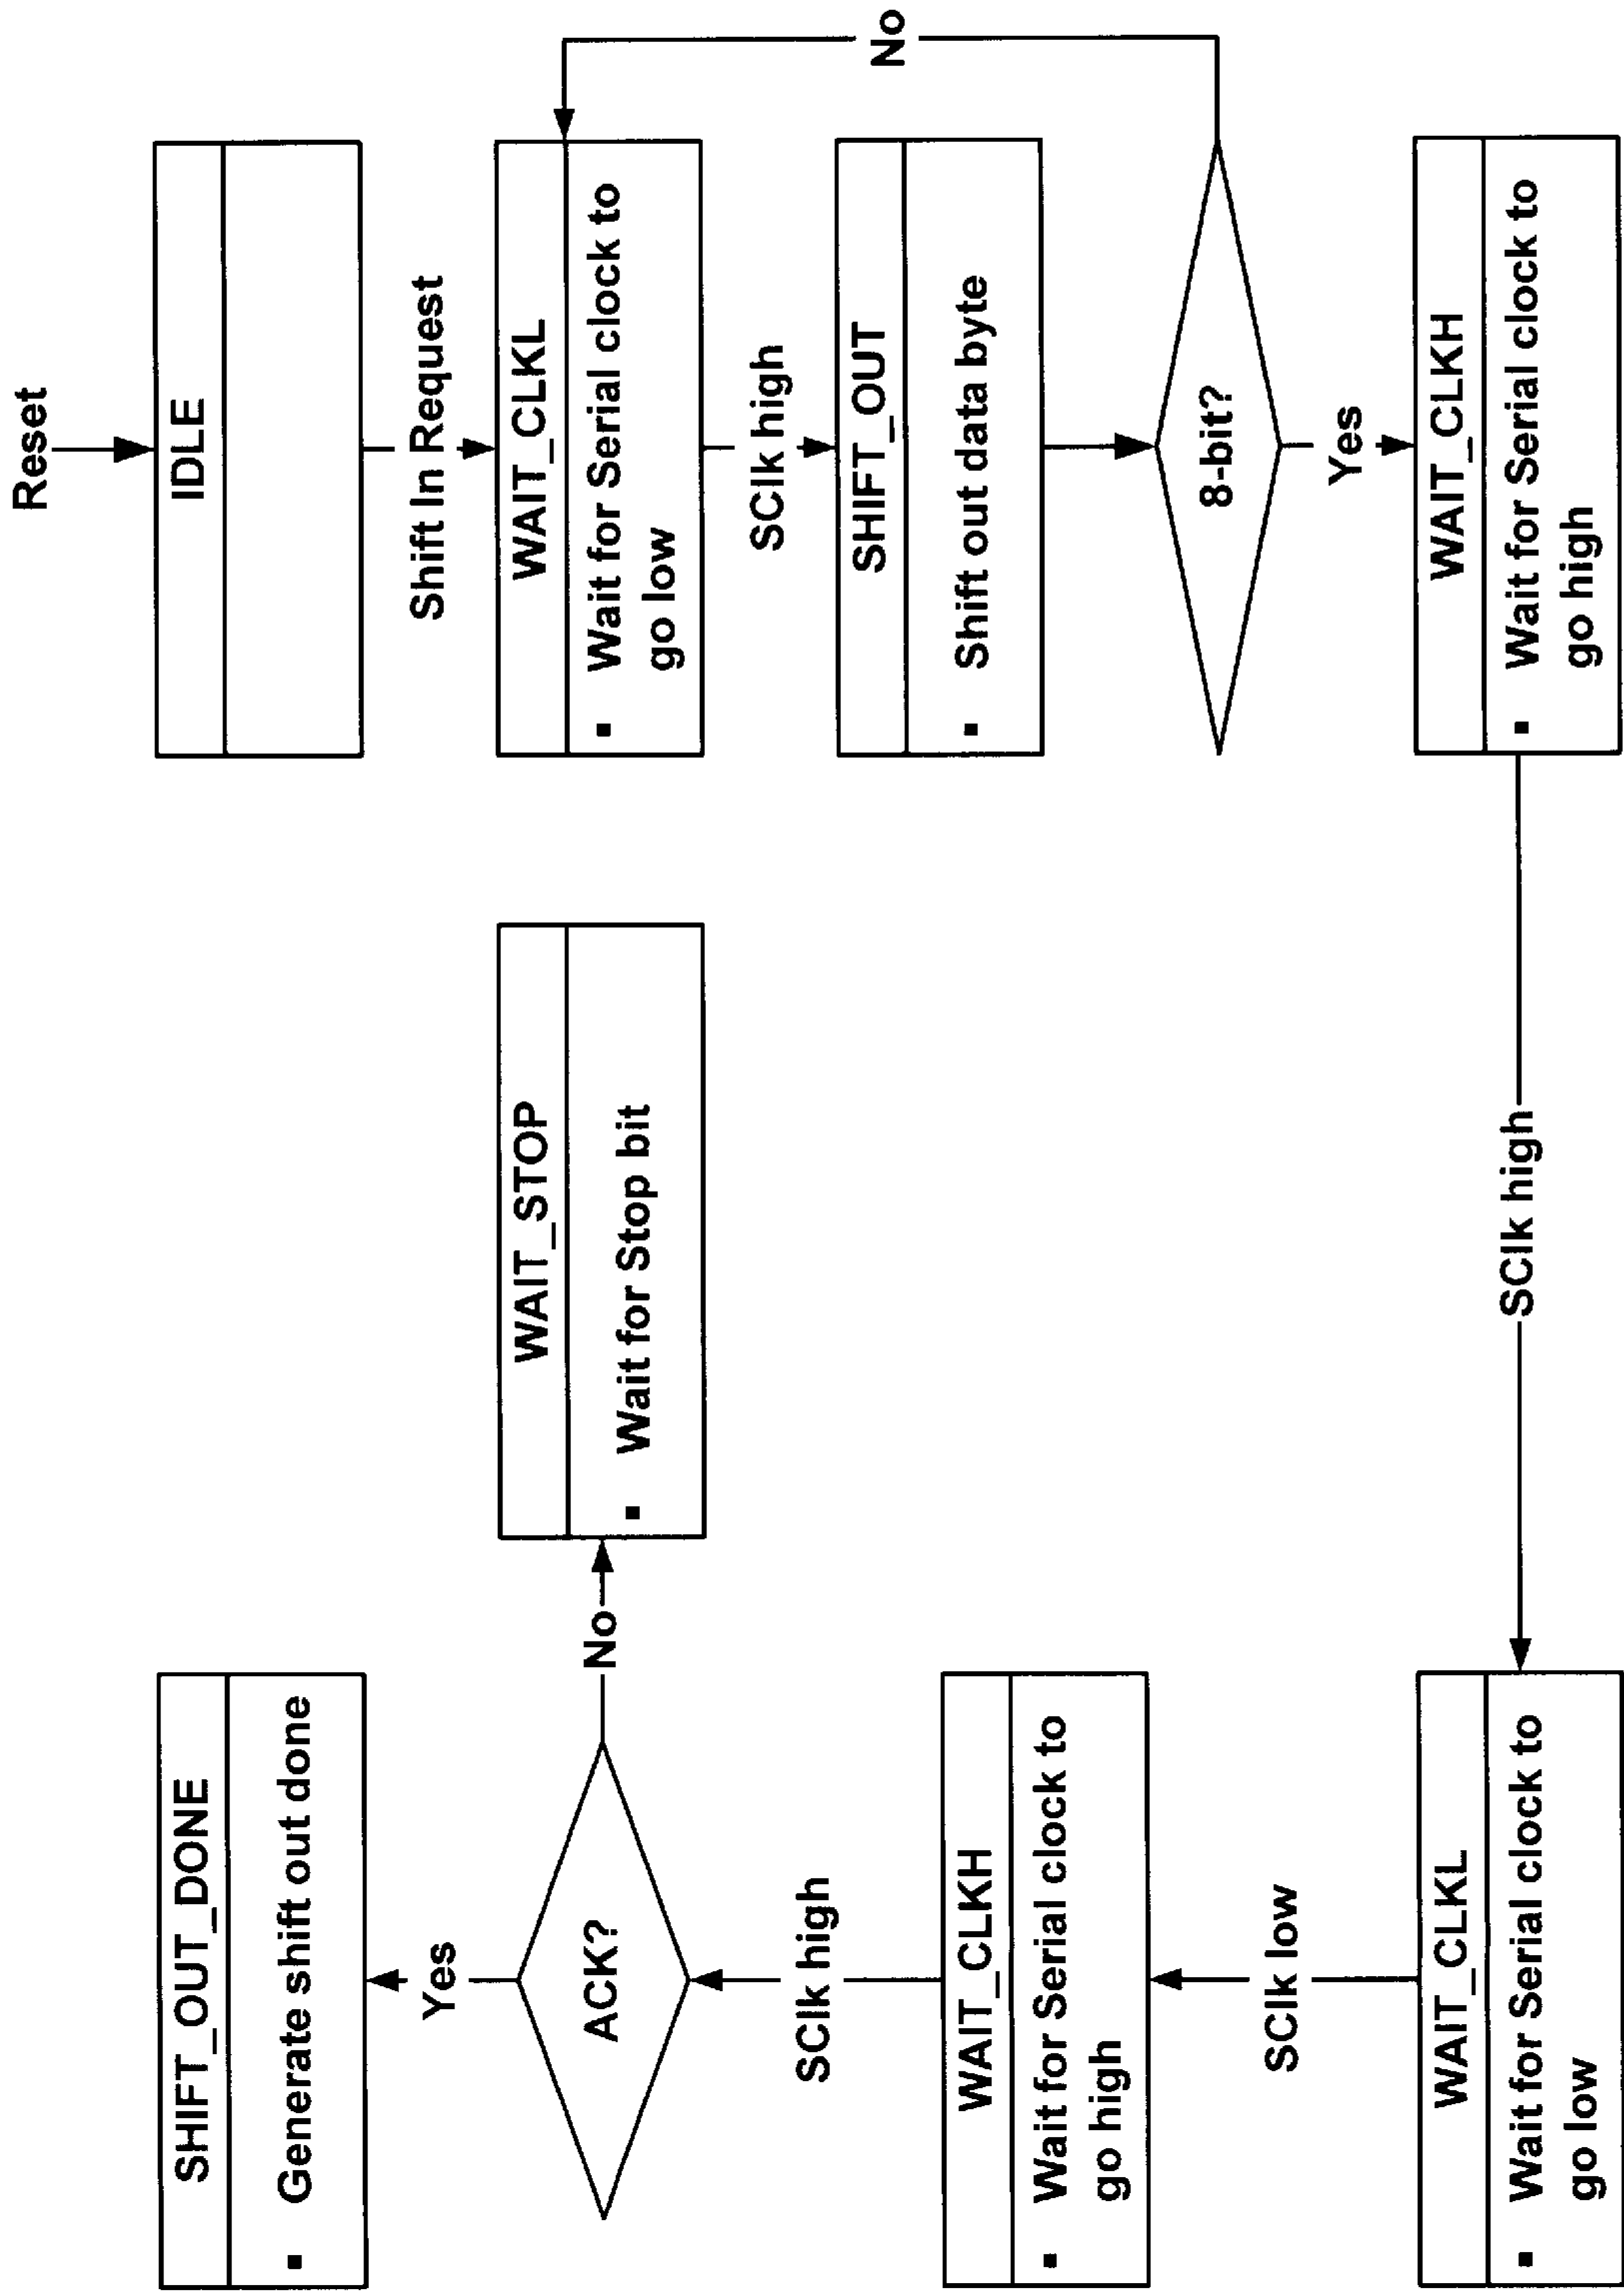 Reset
IDLE
Shift In Request
WAIT_CLKL
▪ Wait for Serial clock to
go low
SClk high
SHIFT_OUT
▪ Shift out data byte
8-bit?
No
Yes
WAIT_CLKH
▪ Wait for Serial clock to
go high
SClk high
WAIT_CLKL
▪ Wait for Serial clock to
go low
SClk low
WAIT_CLKH
▪ Wait for Serial clock to
go high
SClk high
ACK?
No
WAIT_STOP
▪ Wait for Stop bit
Yes
SHIFT_OUT_DONE
▪ Generate shift out done